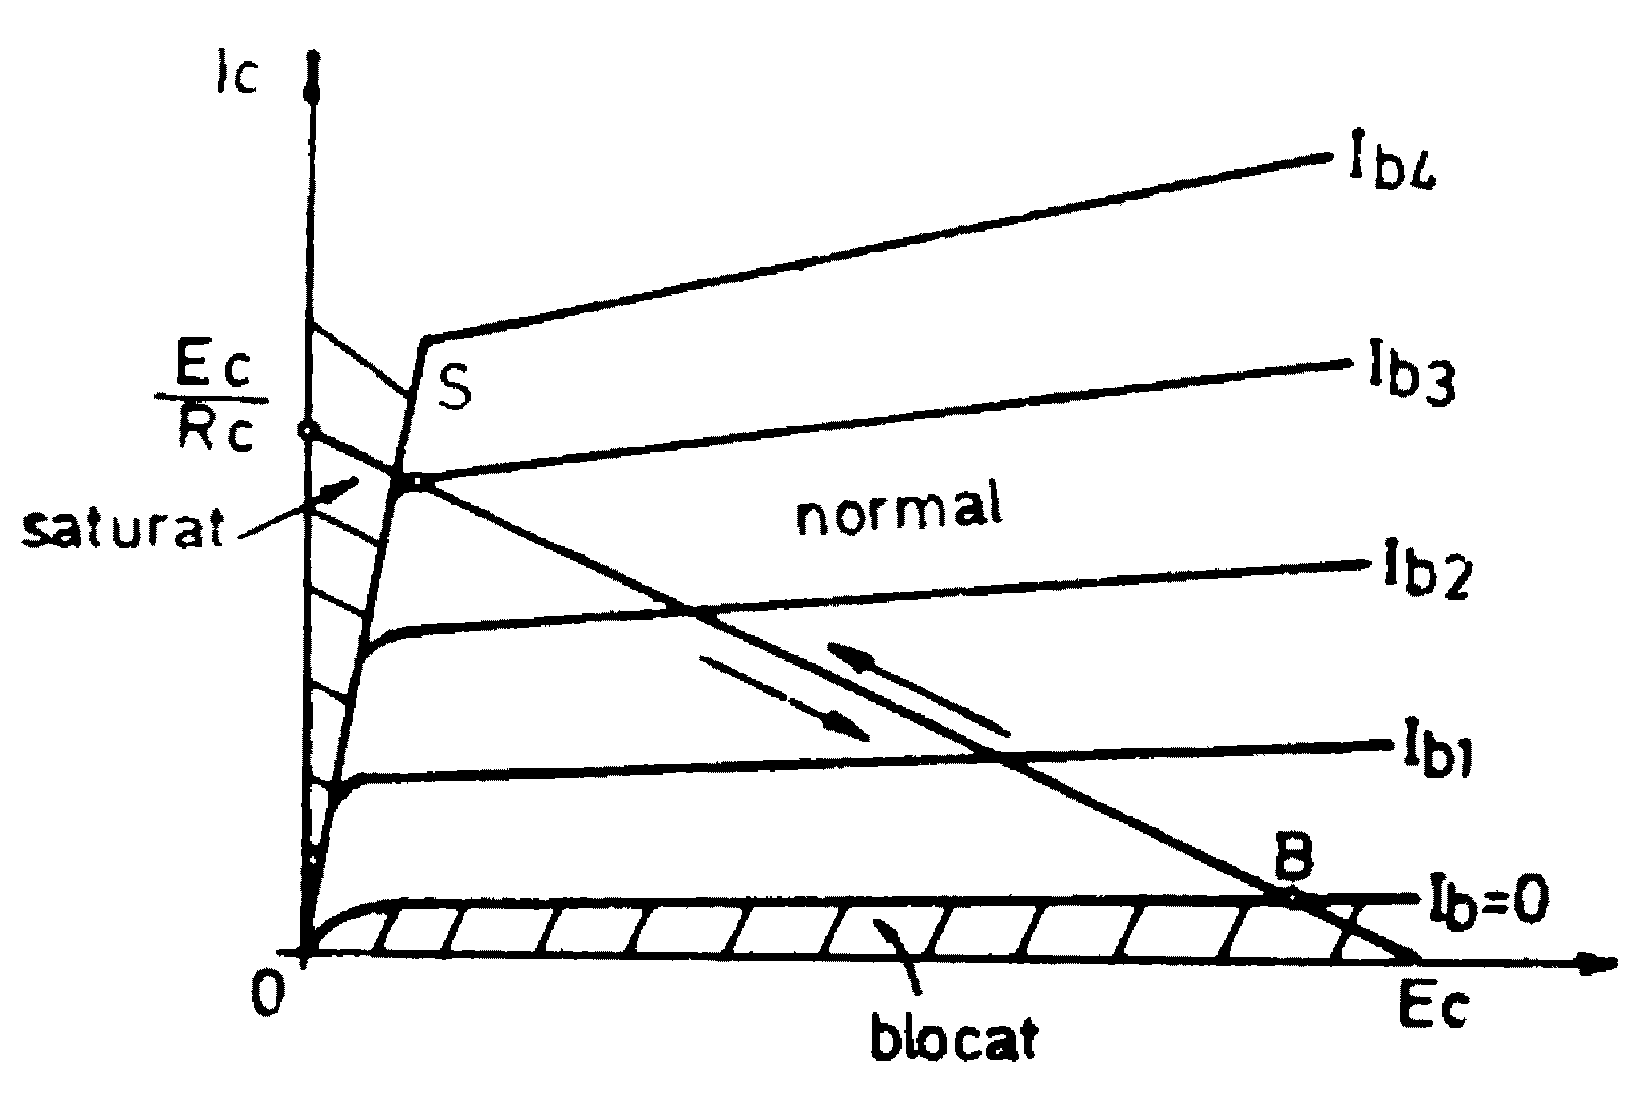 Ic
Ib4
Ec
Rc
S
Ib3
saturat
normal
Ib2
Ib1
B
Ib=0
0
Ec
blocat